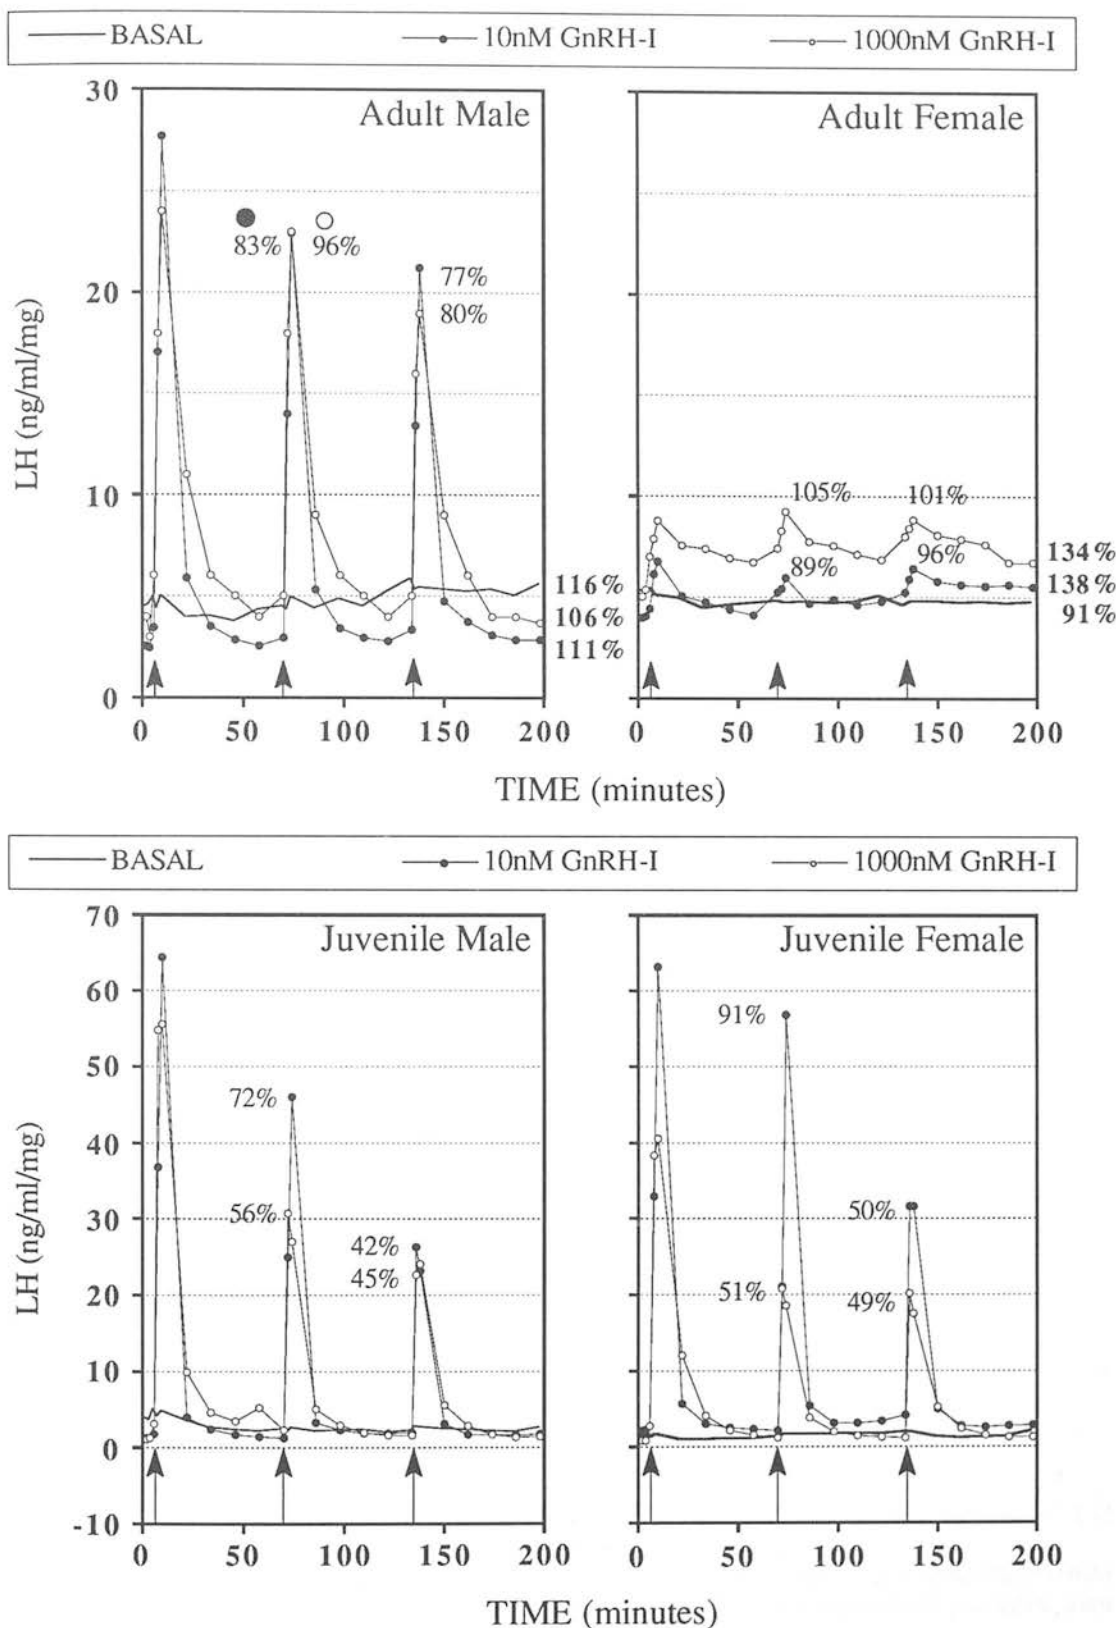 BASAL 10nM GnRH-I 1000nM GnRH-I
30
20
10
0
LH (ng/ml/mg)
Adult Male
83% 96%
77%
80%
116%
106%
111%
0 50 100 150 200
Adult Female
105% 101%
89% 96%
134%
138%
91%
0 50 100 150 200
TIME (minutes)
BASAL 10nM GnRH-I 1000nM GnRH-I
70
60
50
40
30
20
10
0
-10
LH (ng/ml/mg)
Juvenile Male
72%
56%
42%
45%
0 50 100 150 200
Juvenile Female
91%
51%
50%
49%
0 50 100 150 200
TIME (minutes)